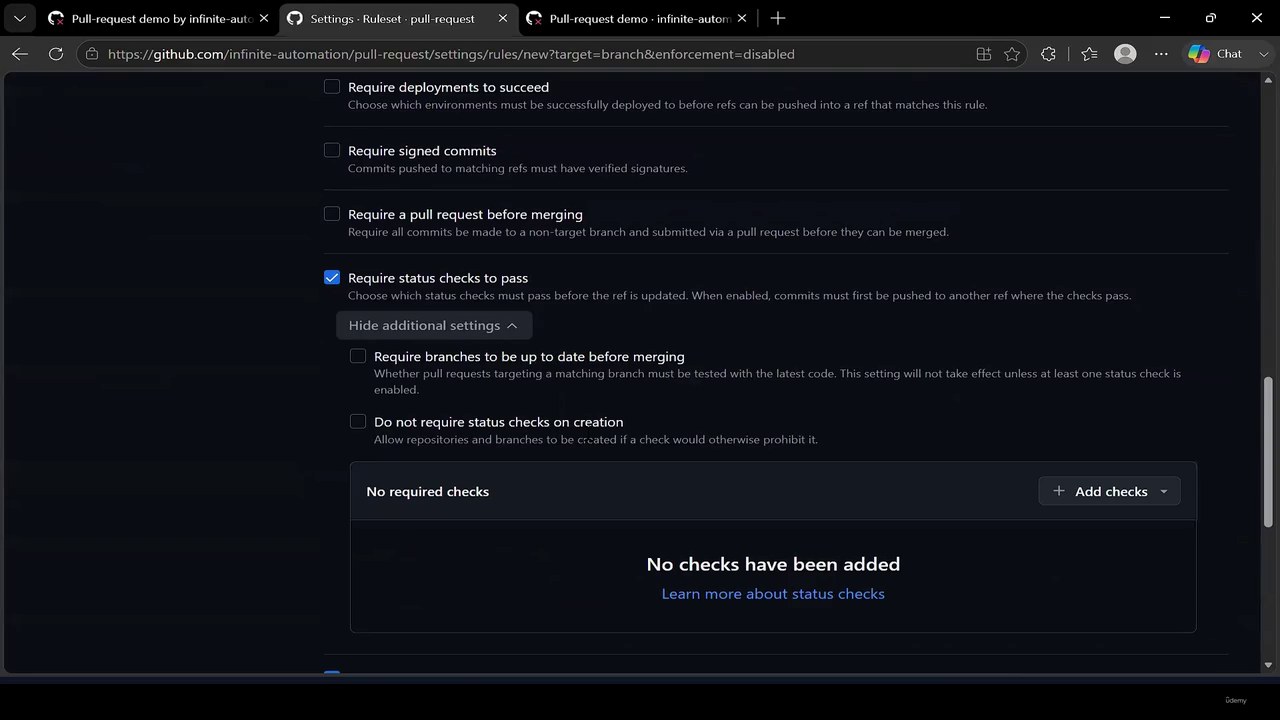 Pull-request demo by infinite-auto
Settings · Ruleset · pull-request
Pull-request demo · infinite-autom
https://github.com/infinite-automation/pull-request/settings/rules/new?target=branch&enforcement=disabled
Chat
Require deployments to succeed
Choose which environments must be successfully deployed to before refs can be pushed into a ref that matches this rule.
Require signed commits
Commits pushed to matching refs must have verified signatures.
Require a pull request before merging
Require all commits be made to a non-target branch and submitted via a pull request before they can be merged.
Require status checks to pass
Choose which status checks must pass before the ref is updated. When enabled, commits must first be pushed to another ref where the checks pass.
Hide additional settings
Require branches to be up to date before merging
Whether pull requests targeting a matching branch must be tested with the latest code. This setting will not take effect unless at least one status check is
enabled.
Do not require status checks on creation
Allow repositories and branches to be created if a check would otherwise prohibit it.
No required checks
Add checks
No checks have been added
Learn more about status checks
ûdemy